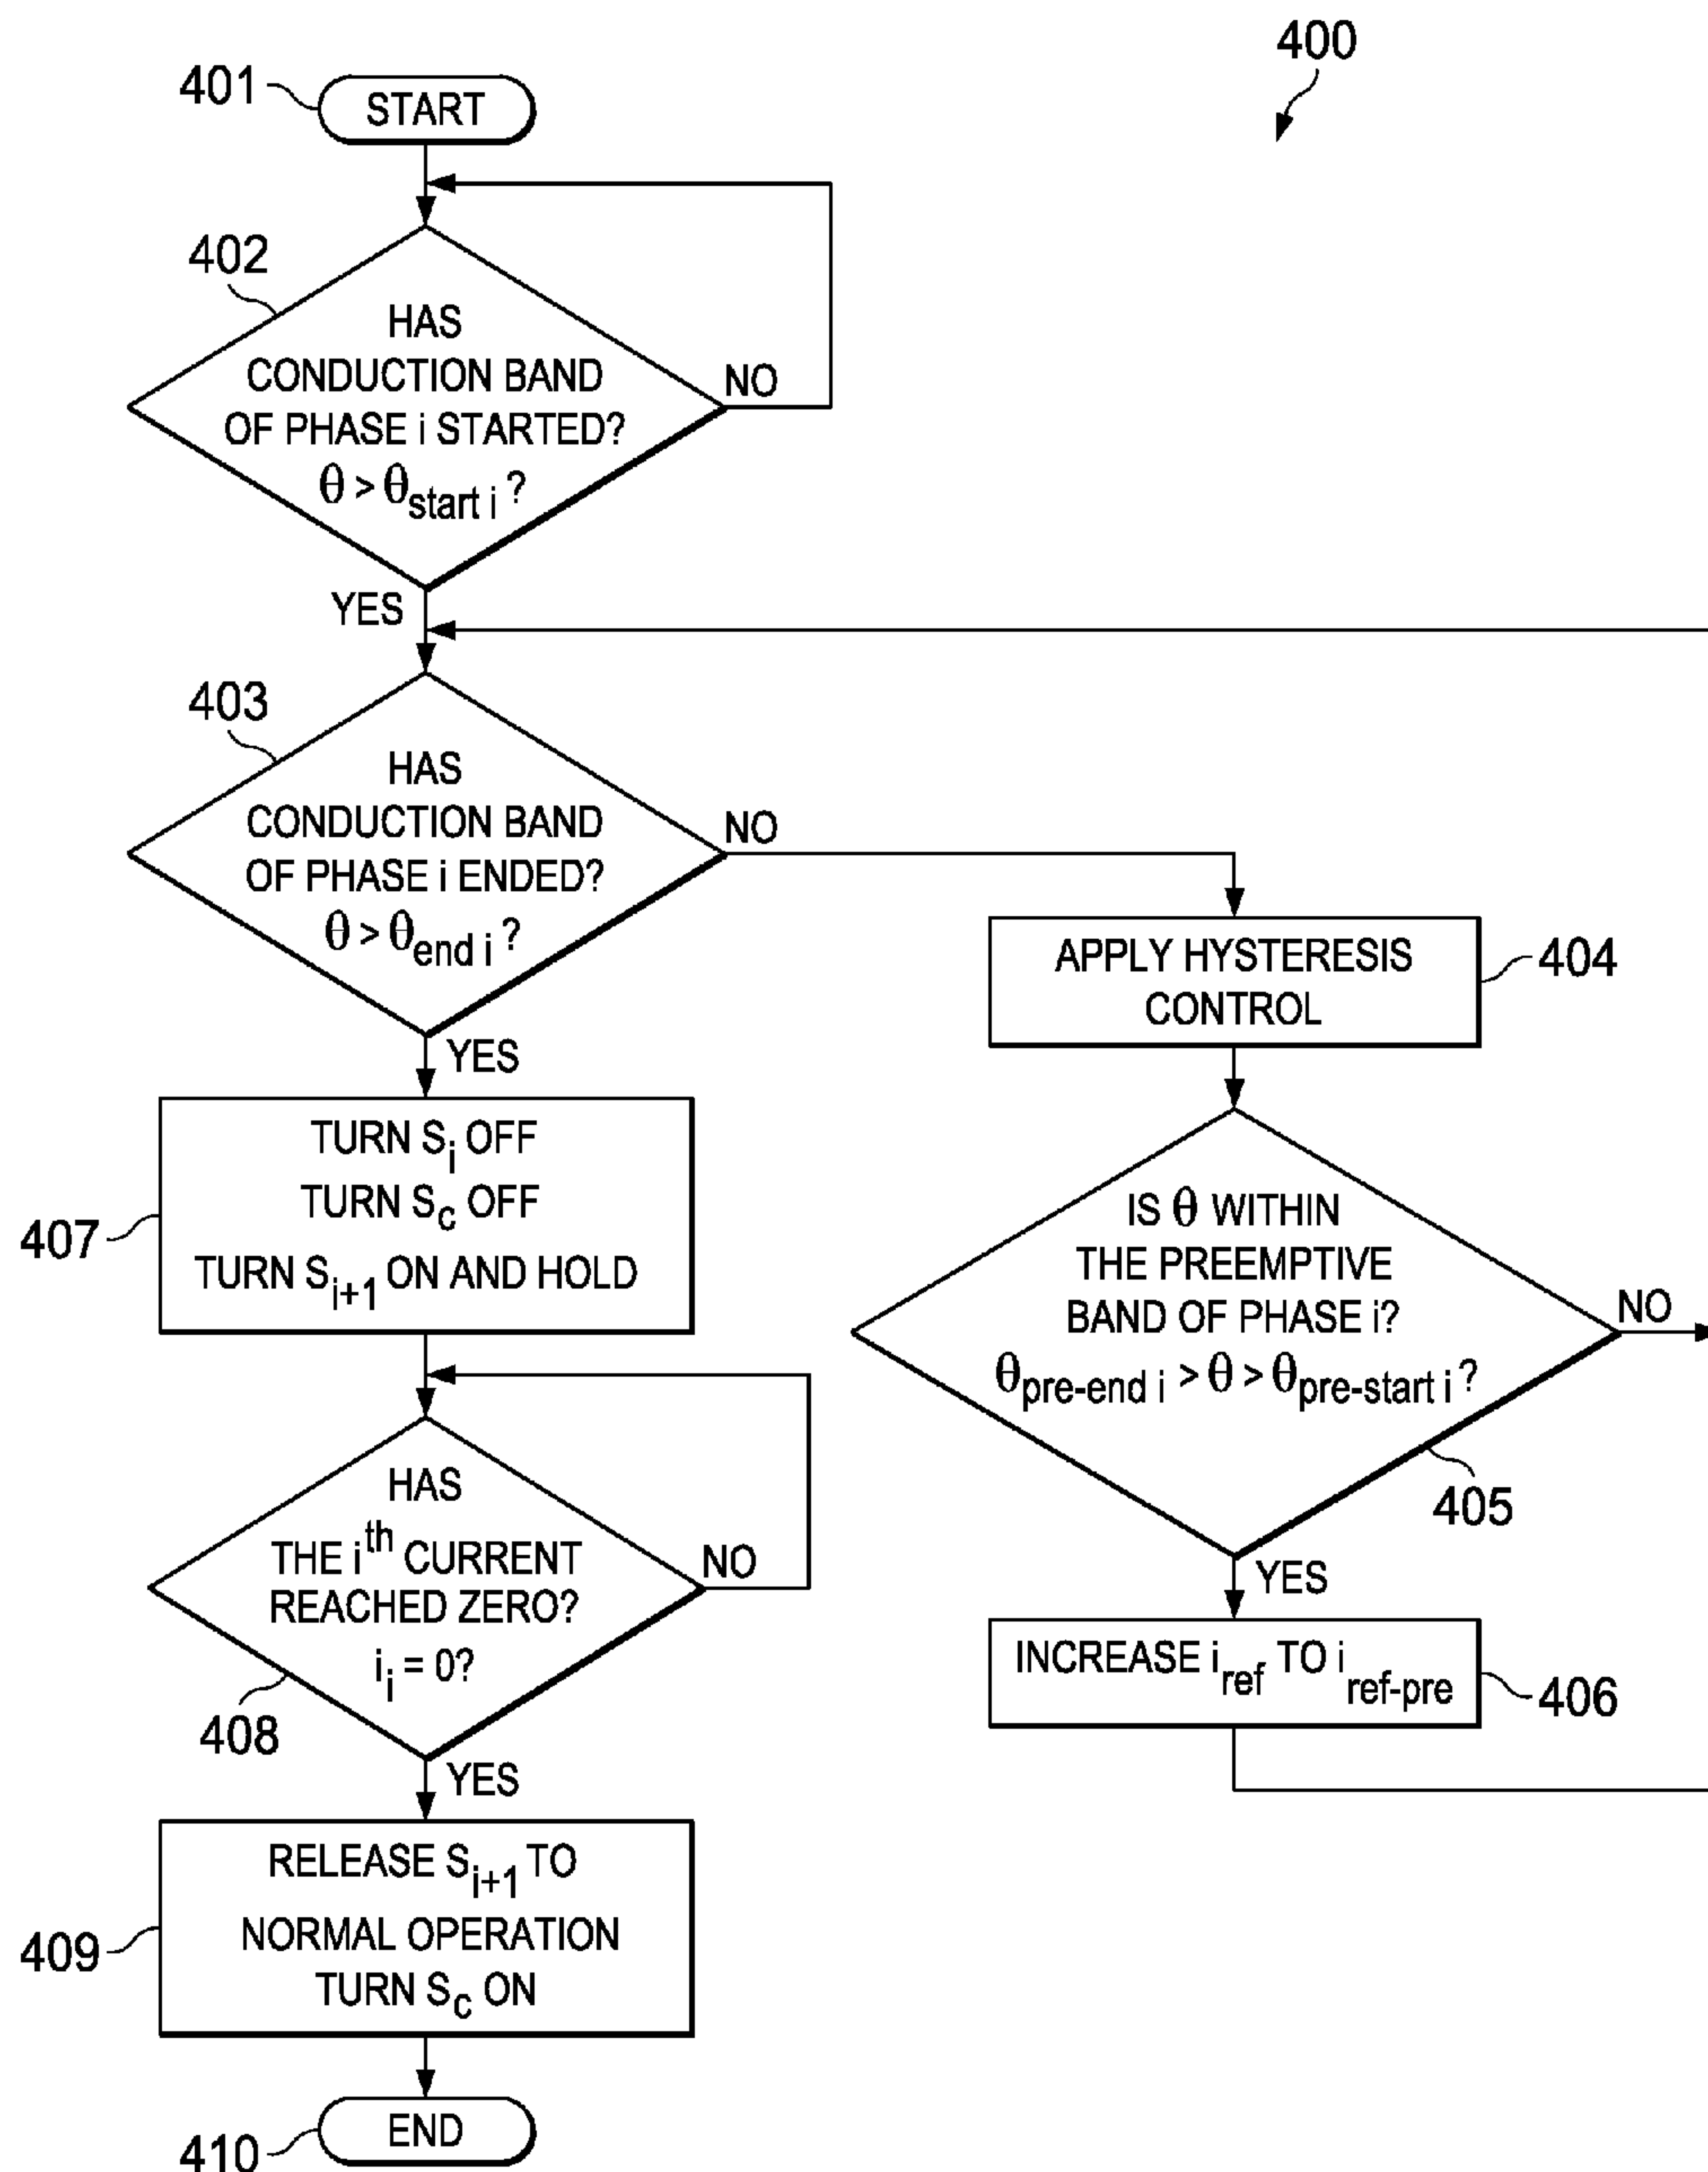 400
401
START
402
HAS
CONDUCTION BAND
OF PHASE i STARTED?
θ > θstart i ?
NO
YES
403
HAS
CONDUCTION BAND
OF PHASE i ENDED?
θ > θend i ?
NO
YES
APPLY HYSTERESIS
CONTROL
404
IS θ WITHIN
THE PREEMPTIVE
BAND OF PHASE i?
θpre-end i > θ > θpre-start i ?
NO
405
YES
INCREASE iref TO iref-pre
406
TURN Si OFF
TURN Sc OFF
TURN Si+1 ON AND HOLD
407
HAS
THE ith CURRENT
REACHED ZERO?
ii = 0?
NO
408
YES
RELEASE Si+1 TO
NORMAL OPERATION
TURN Sc ON
409
END
410